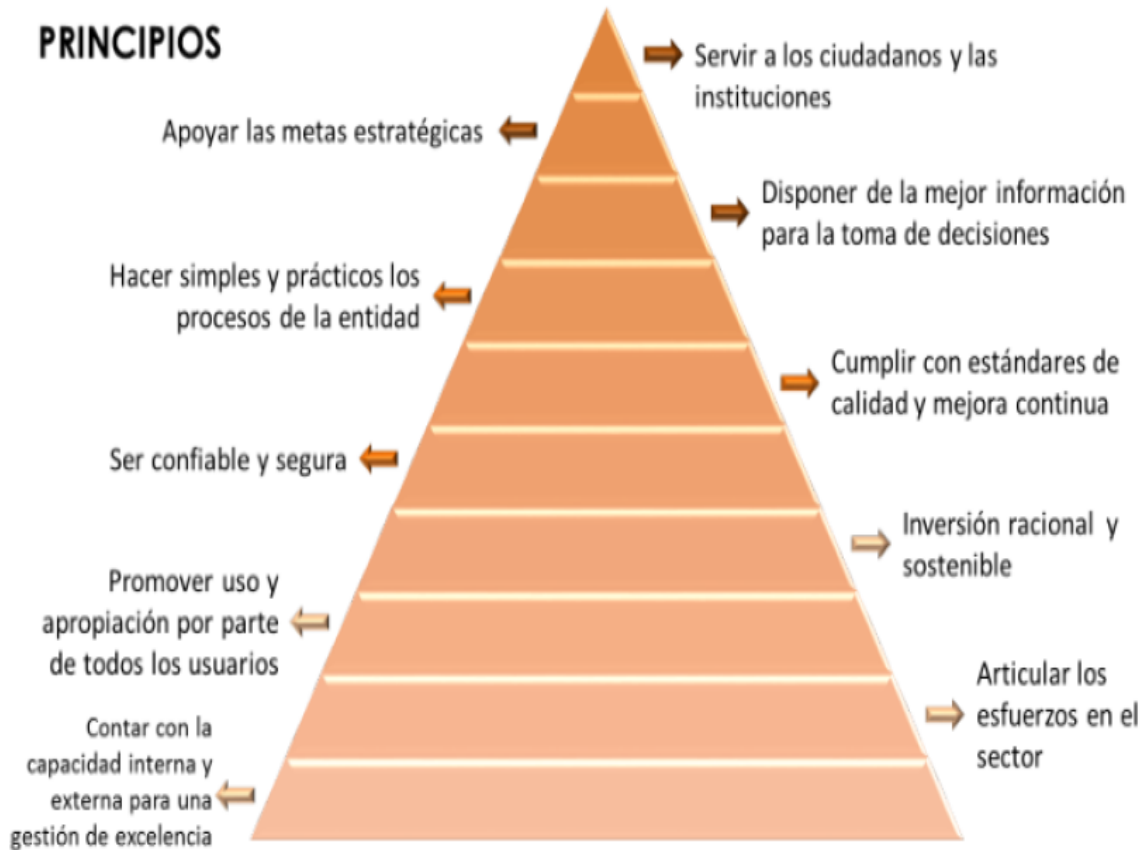 PRINCIPIOS
Servir a los ciudadanos y las
instituciones
Apoyar las metas estratégicas
Disponer de la mejor información
para la toma de decisiones
Hacer simples y prácticos los
procesos de la entidad
Cumplir con estándares de
calidad y mejora continua
Ser confiable y segura
Inversión racional y
sostenible
Promover uso y
apropiación por parte
de todos los usuarios
Articular los
esfuerzos en el
sector
Contar con la
capacidad interna y
externa para una
gestión de excelencia